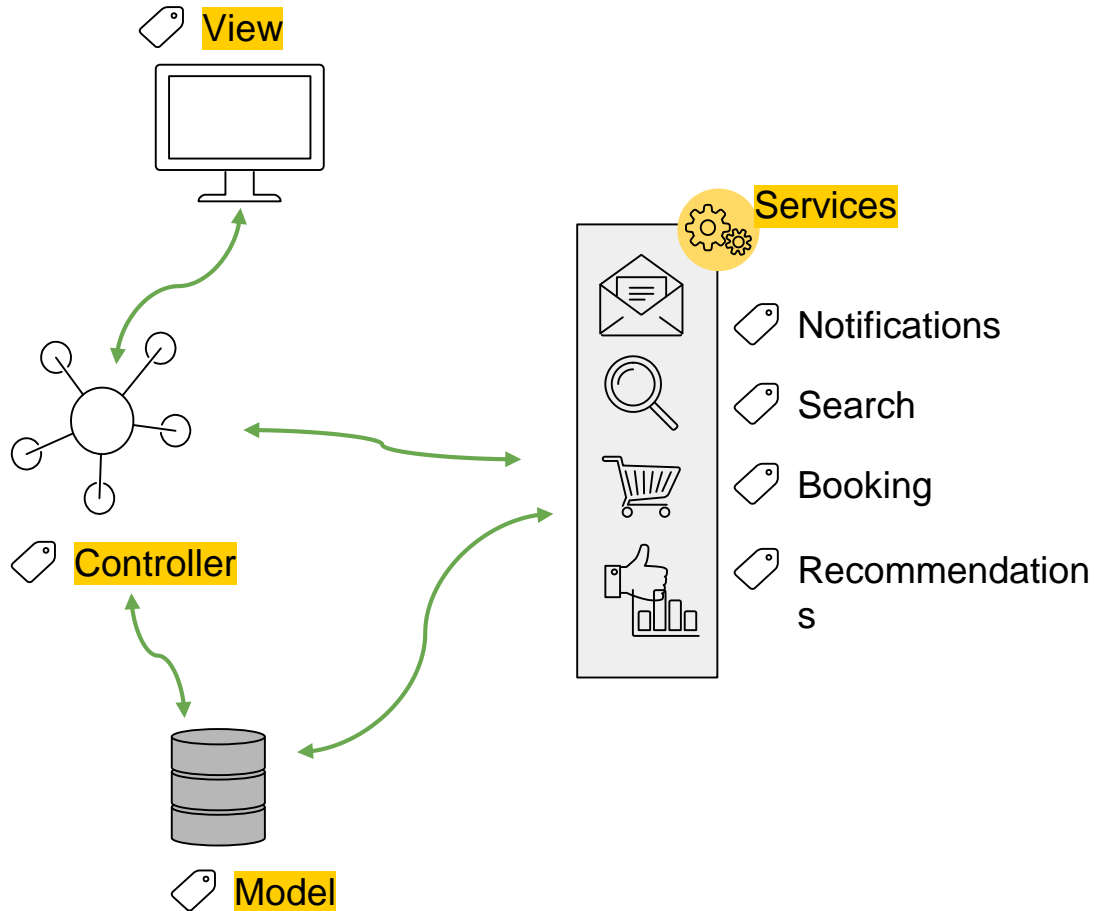 View
Services
Notifications
Search
Booking
Controller
Recommendation
s
Model